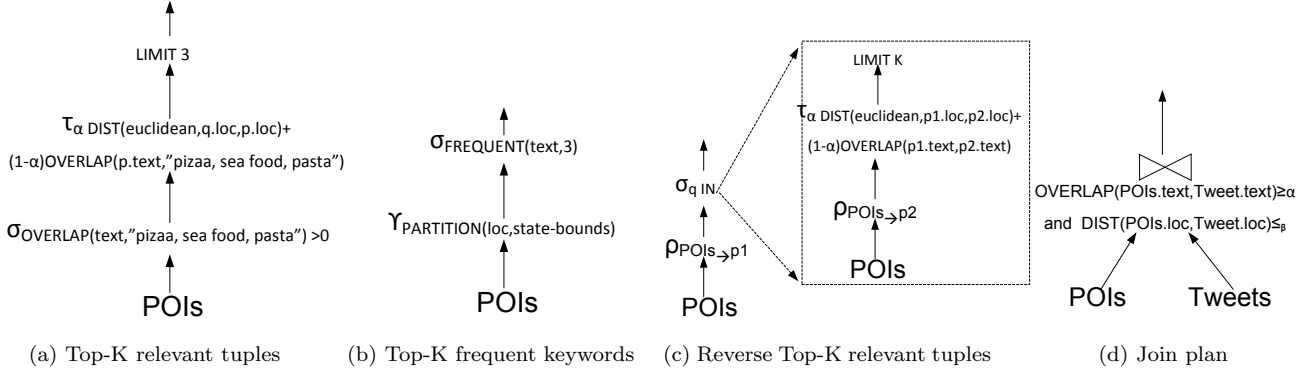 LIMIT 3
τα DIST(euclidean,q.loc,p.loc)+
(1-α)OVERLAP(p.text,"pizaa, sea food, pasta")
σOVERLAP(text,"pizaa, sea food, pasta") >0
POIs
(a) Top-K relevant tuples
σFREQUENT(text,3)
ϒPARTITION(loc,state-bounds)
POIs
(b) Top-K frequent keywords
σq IN
ρPOIs→p1
POIs
LIMIT K
τα DIST(euclidean,p1.loc,p2.loc)+
(1-α)OVERLAP(p1.text,p2.text)
ρPOIs→p2
POIs
(c) Reverse Top-K relevant tuples
OVERLAP(POIs.text,Tweet.text)≥α
and DIST(POIs.loc,Tweet.loc)≤β
POIs Tweets
(d) Join plan